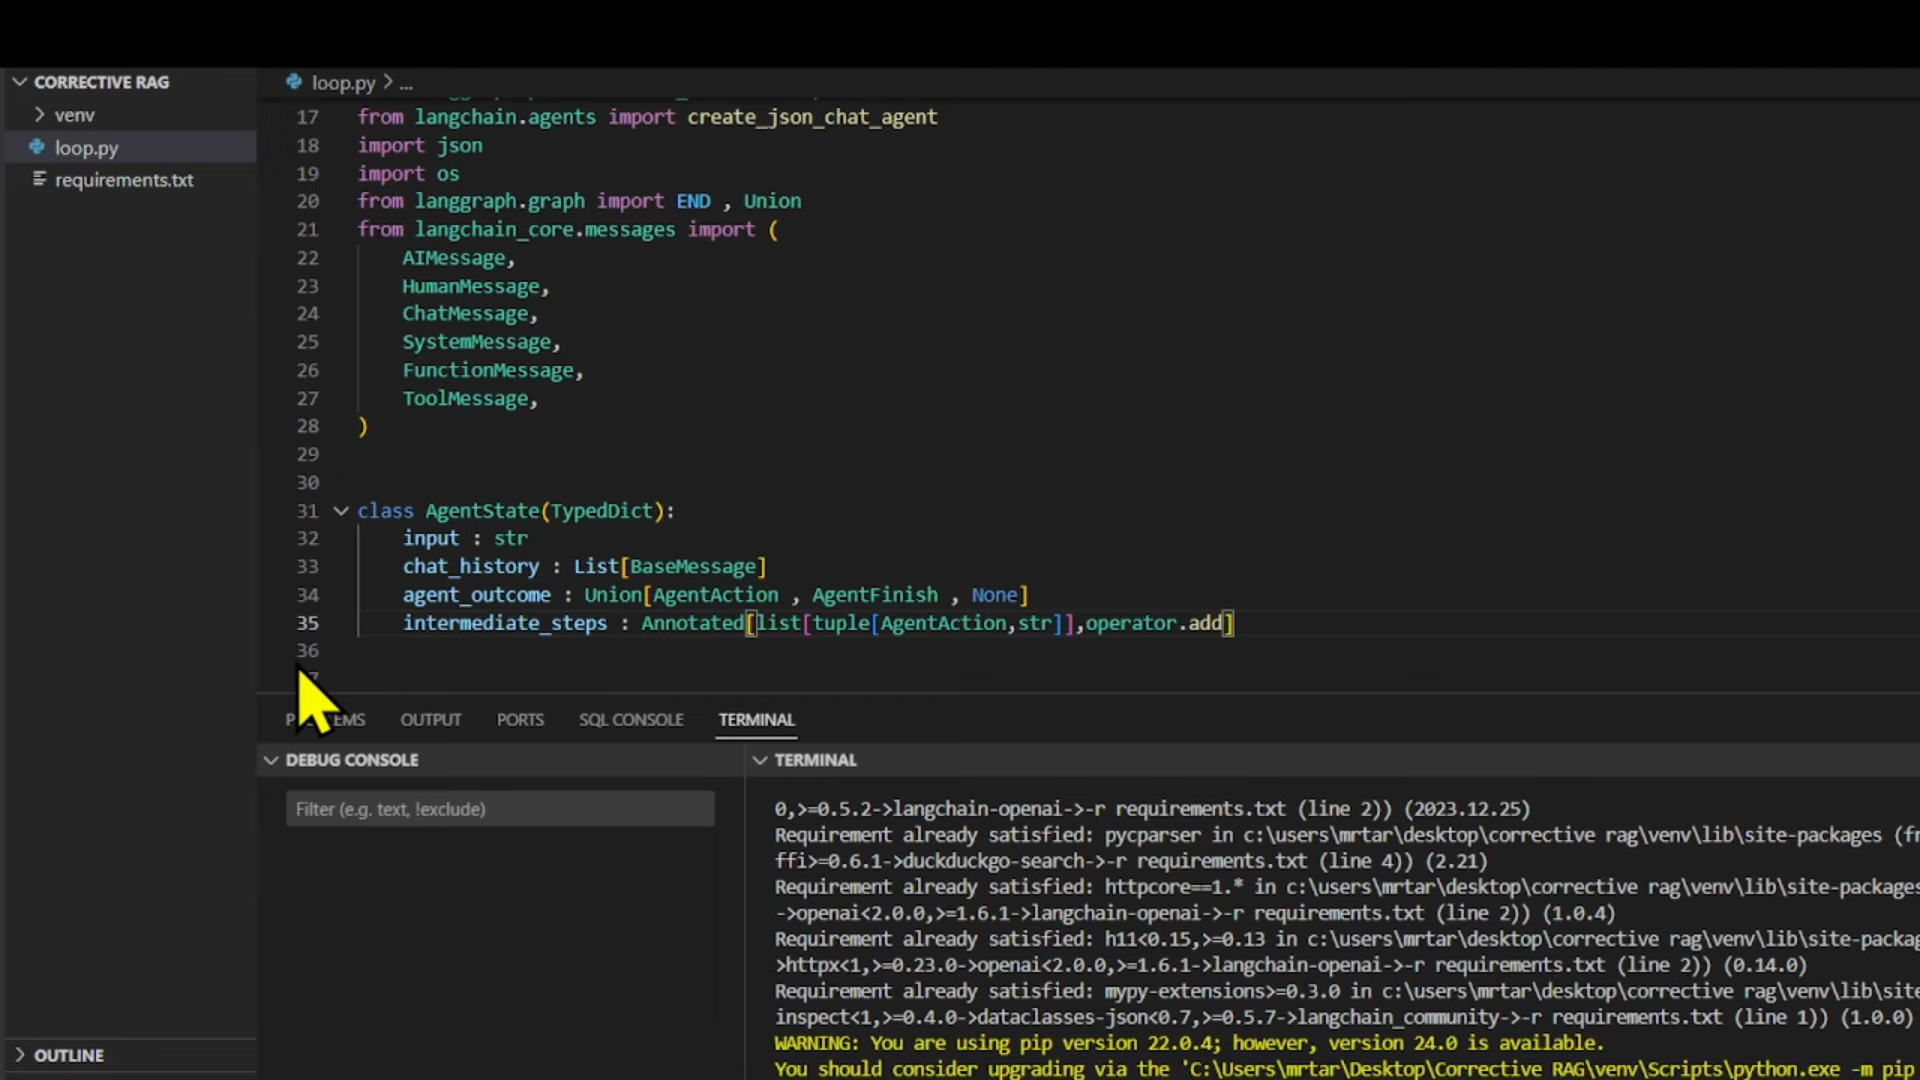 CORRECTIVE RAG
venv
loop.py
requirements.txt
OUTLINE
loop.py > ...
17 from langchain.agents import create_json_chat_agent
18 import json
19 import os
20 from langgraph.graph import END , Union
21 from langchain_core.messages import (
22 AIMessage,
23 HumanMessage,
24 ChatMessage,
25 SystemMessage,
26 FunctionMessage,
27 ToolMessage,
28 )
29
30
31 class AgentState(TypedDict):
32 input : str
33 chat_history : List[BaseMessage]
34 agent_outcome : Union[AgentAction , AgentFinish , None]
35 intermediate_steps : Annotated[list[tuple[AgentAction,str]],operator.add]
36
OUTPUT PORTS SQL CONSOLE TERMINAL
DEBUG CONSOLE
Filter (e.g. text, !exclude)
TERMINAL
0,>=0.5.2->langchain-openai->-r requirements.txt (line 2)) (2023.12.25)
Requirement already satisfied: pycparser in c:\users\mrtar\desktop\corrective rag\venv\lib\site-packages (fr
ffi>=0.6.1->duckduckgo-search->-r requirements.txt (line 4)) (2.21)
Requirement already satisfied: httpcore==1.* in c:\users\mrtar\desktop\corrective rag\venv\lib\site-packages
->openai<2.0.0,>=1.6.1->langchain-openai->-r requirements.txt (line 2)) (1.0.4)
Requirement already satisfied: h11<0.15,>=0.13 in c:\users\mrtar\desktop\corrective rag\venv\lib\site-packag
>httpx<1,>=0.23.0->openai<2.0.0,>=1.6.1->langchain-openai->-r requirements.txt (line 2)) (0.14.0)
Requirement already satisfied: mypy-extensions>=0.3.0 in c:\users\mrtar\desktop\corrective rag\venv\lib\site
inspect<1,>=0.4.0->dataclasses-json<0.7,>=0.5.7->langchain_community->-r requirements.txt (line 1)) (1.0.0)
WARNING: You are using pip version 22.0.4; however, version 24.0 is available.
You should consider upgrading via the 'C:\Users\mrtar\Desktop\Corrective RAG\venv\Scripts\python.exe -m pip